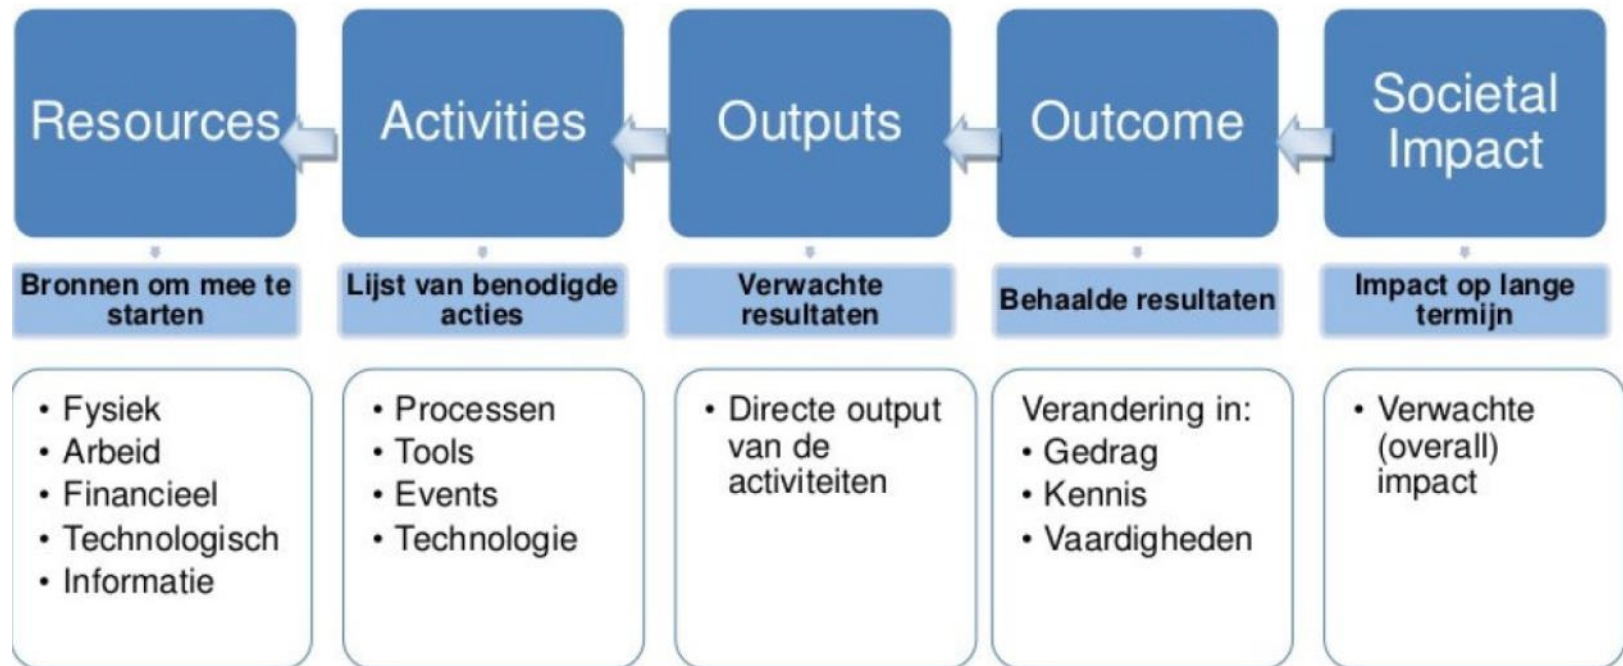 Resources
Activities
Outputs
Outcome
Societal
Impact
Bronnen om mee te
starten
Lijst van benodigde
acties
Verwachte
resultaten
Behaalde resultaten
Impact op lange
termijn
• Fysiek
• Arbeid
• Financieel
• Technologisch
• Informatie
• Processen
• Tools
• Events
• Technologie
• Directe output
van de
activiteiten
Verandering in:
• Gedrag
• Kennis
• Vaardigheden
• Verwachte
(overall)
impact